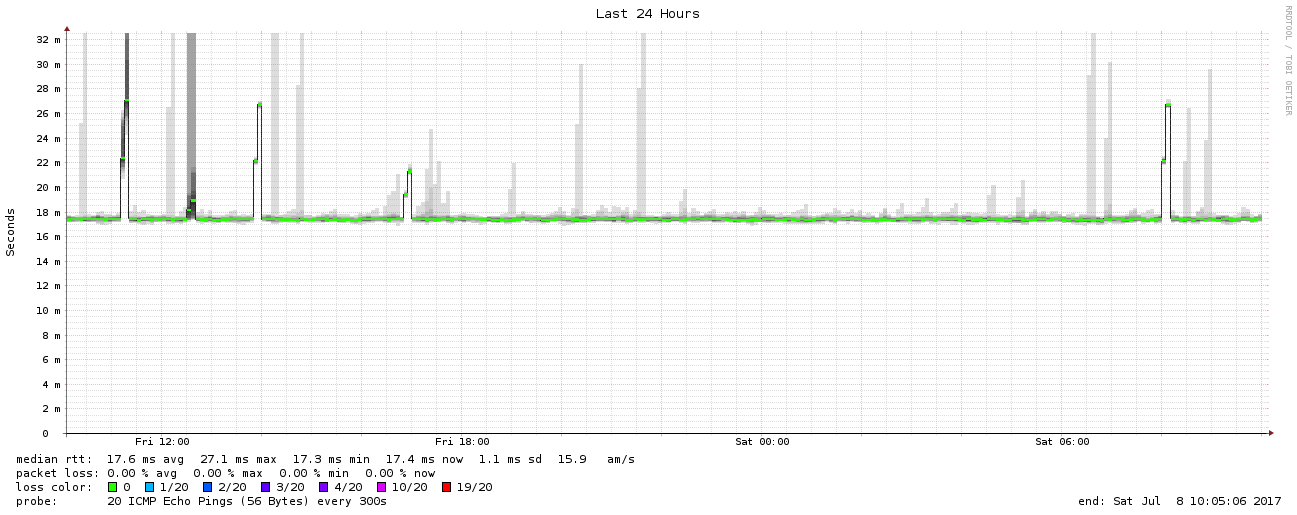 Last 24 Hours
RRDTOOL / TOBI OETIKER
Seconds
32 m
30 m
28 m
26 m
24 m
22 m
20 m
18 m
16 m
14 m
12 m
10 m
8 m
6 m
4 m
2 m
0
Fri 12:00 Fri 18:00 Sat 00:00 Sat 06:00
median rtt: 17.6 ms avg 27.1 ms max 17.3 ms min 17.4 ms now 1.1 ms sd 15.9 am/s
packet loss: 0.00 % avg 0.00 % max 0.00 % min 0.00 % now
loss color: 0 1/20 2/20 3/20 4/20 10/20 19/20
probe: 20 ICMP Echo Pings (56 Bytes) every 300s end: Sat Jul 8 10:05:06 2017